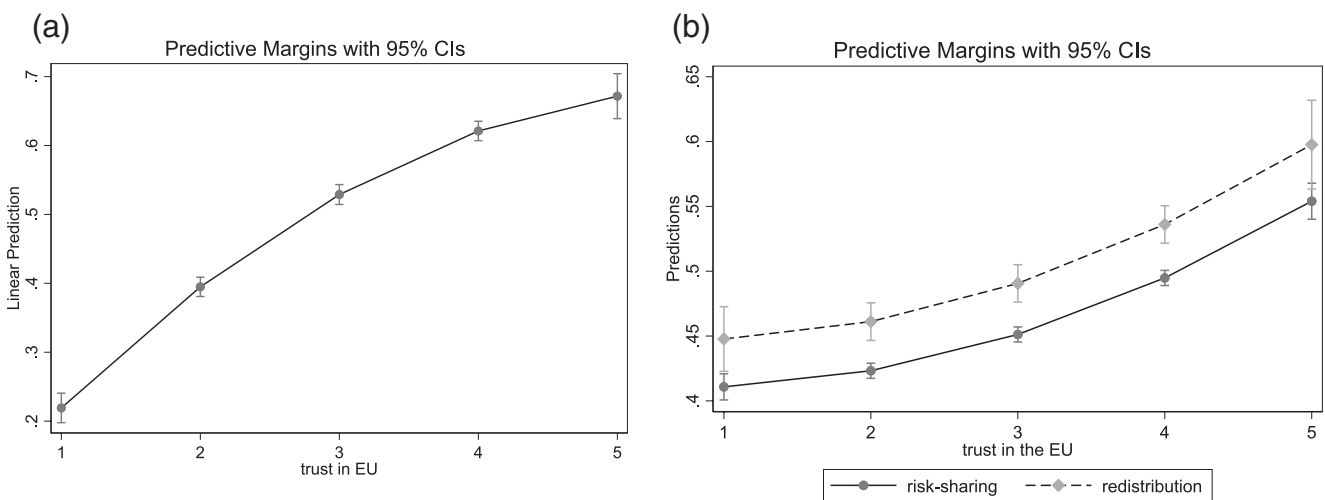 (a)
Predictive Margins with 95% CIs
Linear Prediction
.7
.6
.5
.4
.3
.2
1 2 3 4 5
trust in EU
(b)
Predictive Margins with 95% CIs
Predictions
.65
.6
.55
.5
.45
.4
1 2 3 4 5
trust in the EU
risk-sharing redistribution